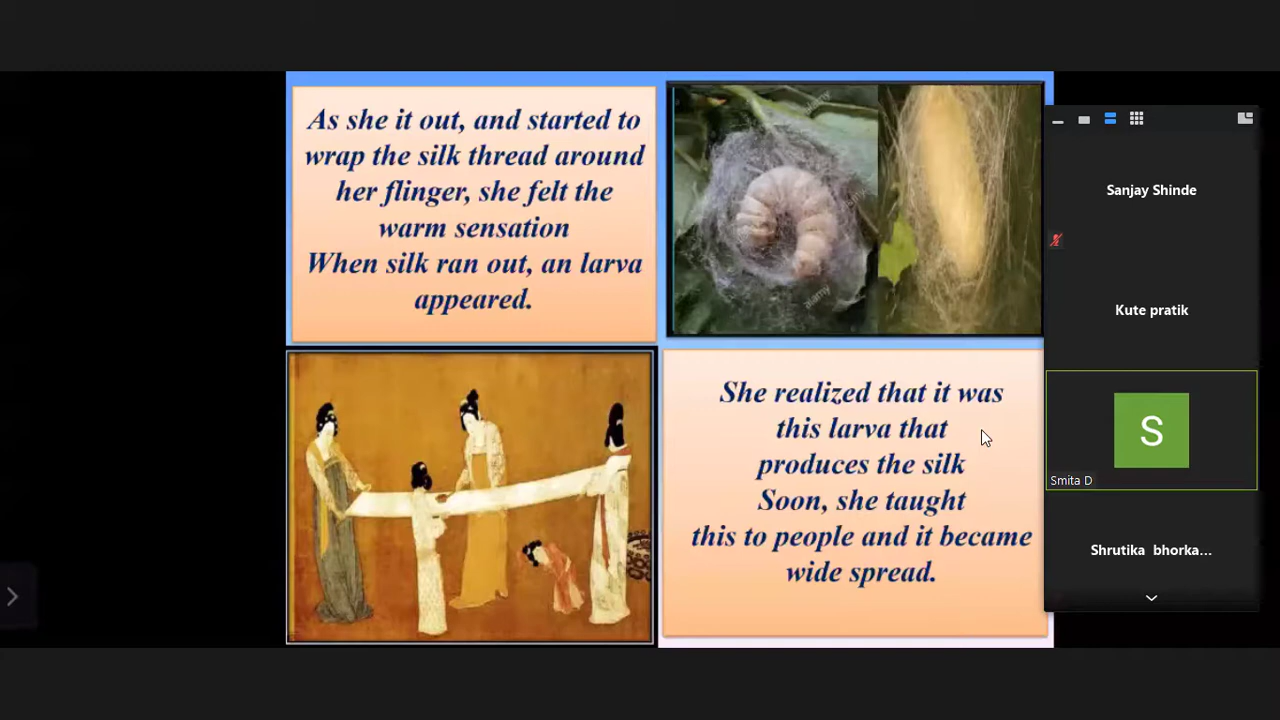 As she it out, and started to
wrap the silk thread around
her flinger, she felt the
warm sensation
When silk ran out, an larva
appeared.
alamy
alamy
She realized that it was
this larva that
produces the silk
Soon, she taught
this to people and it became
wide spread.
Sanjay Shinde
Kute pratik
S
Smita D
Shrutika bhorka...